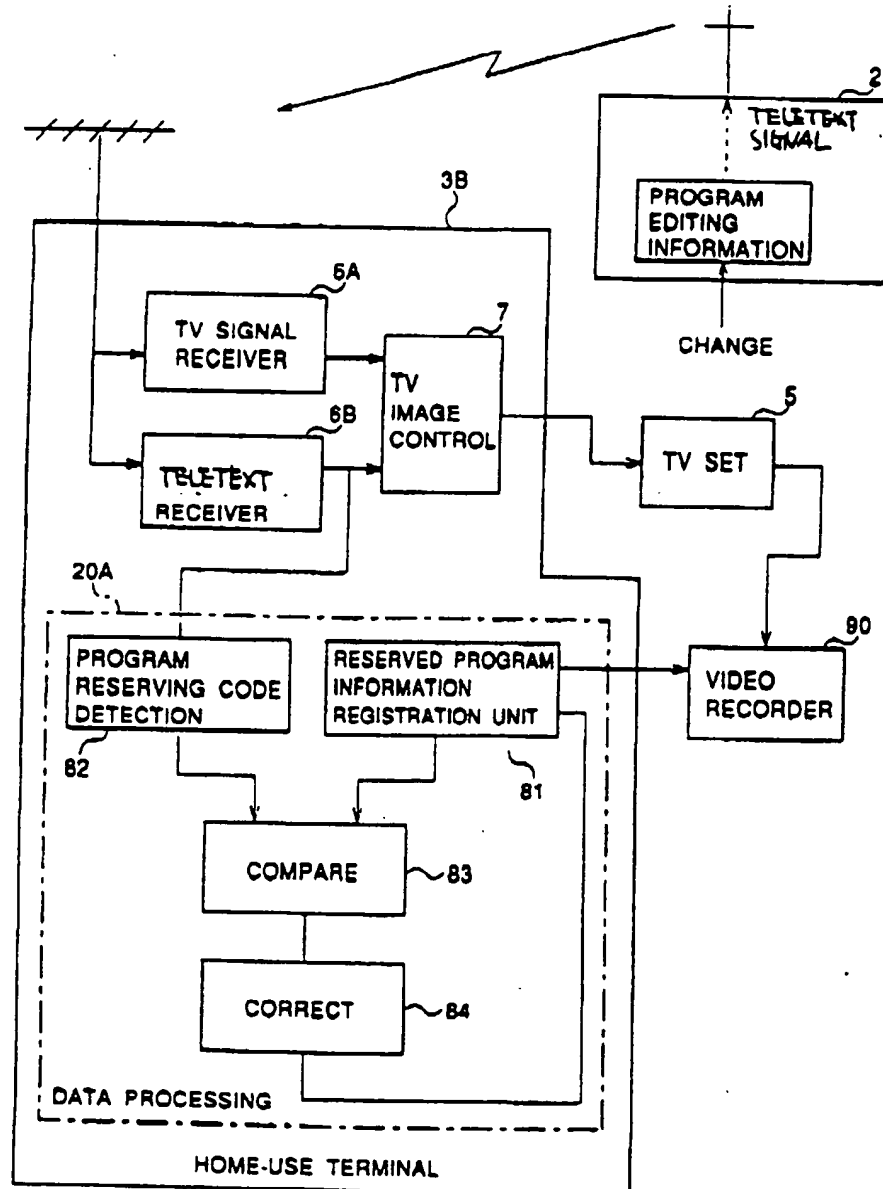 2
TELETEXT
SIGNAL
PROGRAM
EDITING
INFORMATION
CHANGE
3B
6A
TV SIGNAL
RECEIVER
6B
TELETEXT
RECEIVER
7
TV
IMAGE
CONTROL
5
TV SET
20A
PROGRAM
RESERVING CODE
DETECTION
82
RESERVED PROGRAM
INFORMATION
REGISTRATION UNIT
81
80
VIDEO
RECORDER
COMPARE
83
CORRECT
84
DATA PROCESSING
HOME-USE TERMINAL